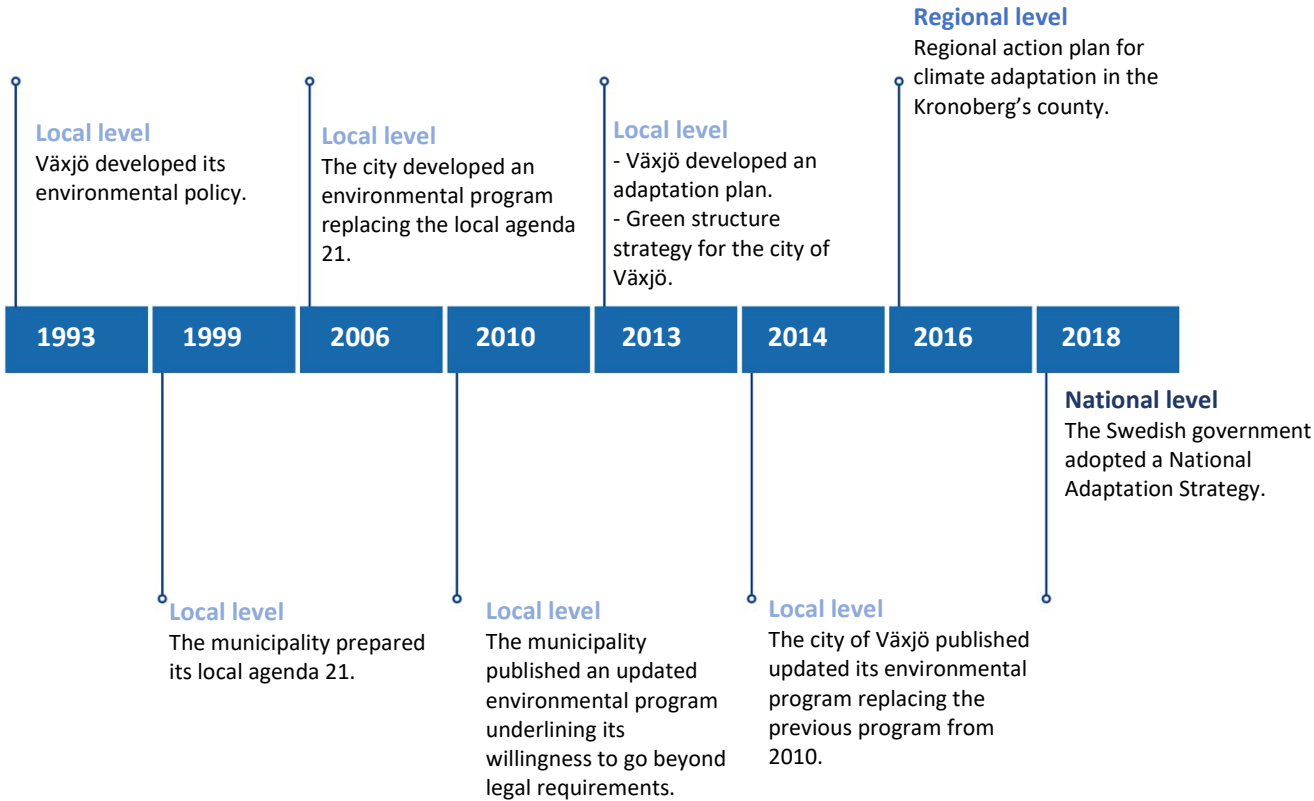 Regional level
Regional action plan for
climate adaptation in the
Kronoberg's county.
Local level
Växjö developed its
environmental policy.
Local level
The city developed an
environmental program
replacing the local agenda
21.
Local level
- Växjö developed an
adaptation plan.
- Green structure
strategy for the city of
Växjö.
1993 1999 2006 2010 2013 2014 2016 2018
National level
The Swedish government
adopted a National
Adaptation Strategy.
Local level
The municipality prepared
its local agenda 21.
Local level
The municipality
published an updated
environmental program
underlining its
willingness to go beyond
legal requirements.
Local level
The city of Växjö published
updated its environmental
program replacing the
previous program from
2010.